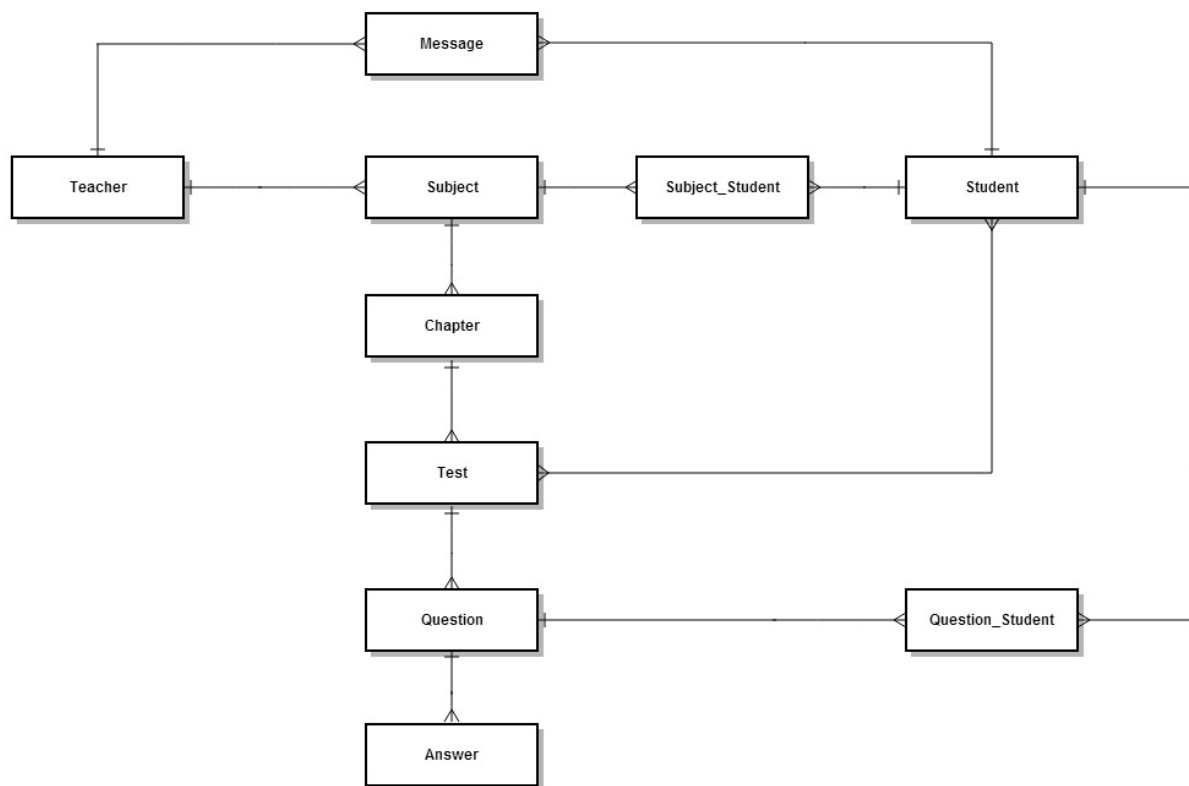 Message
Teacher
Subject
Subject_Student
Student
Chapter
Test
Question
Question_Student
Answer